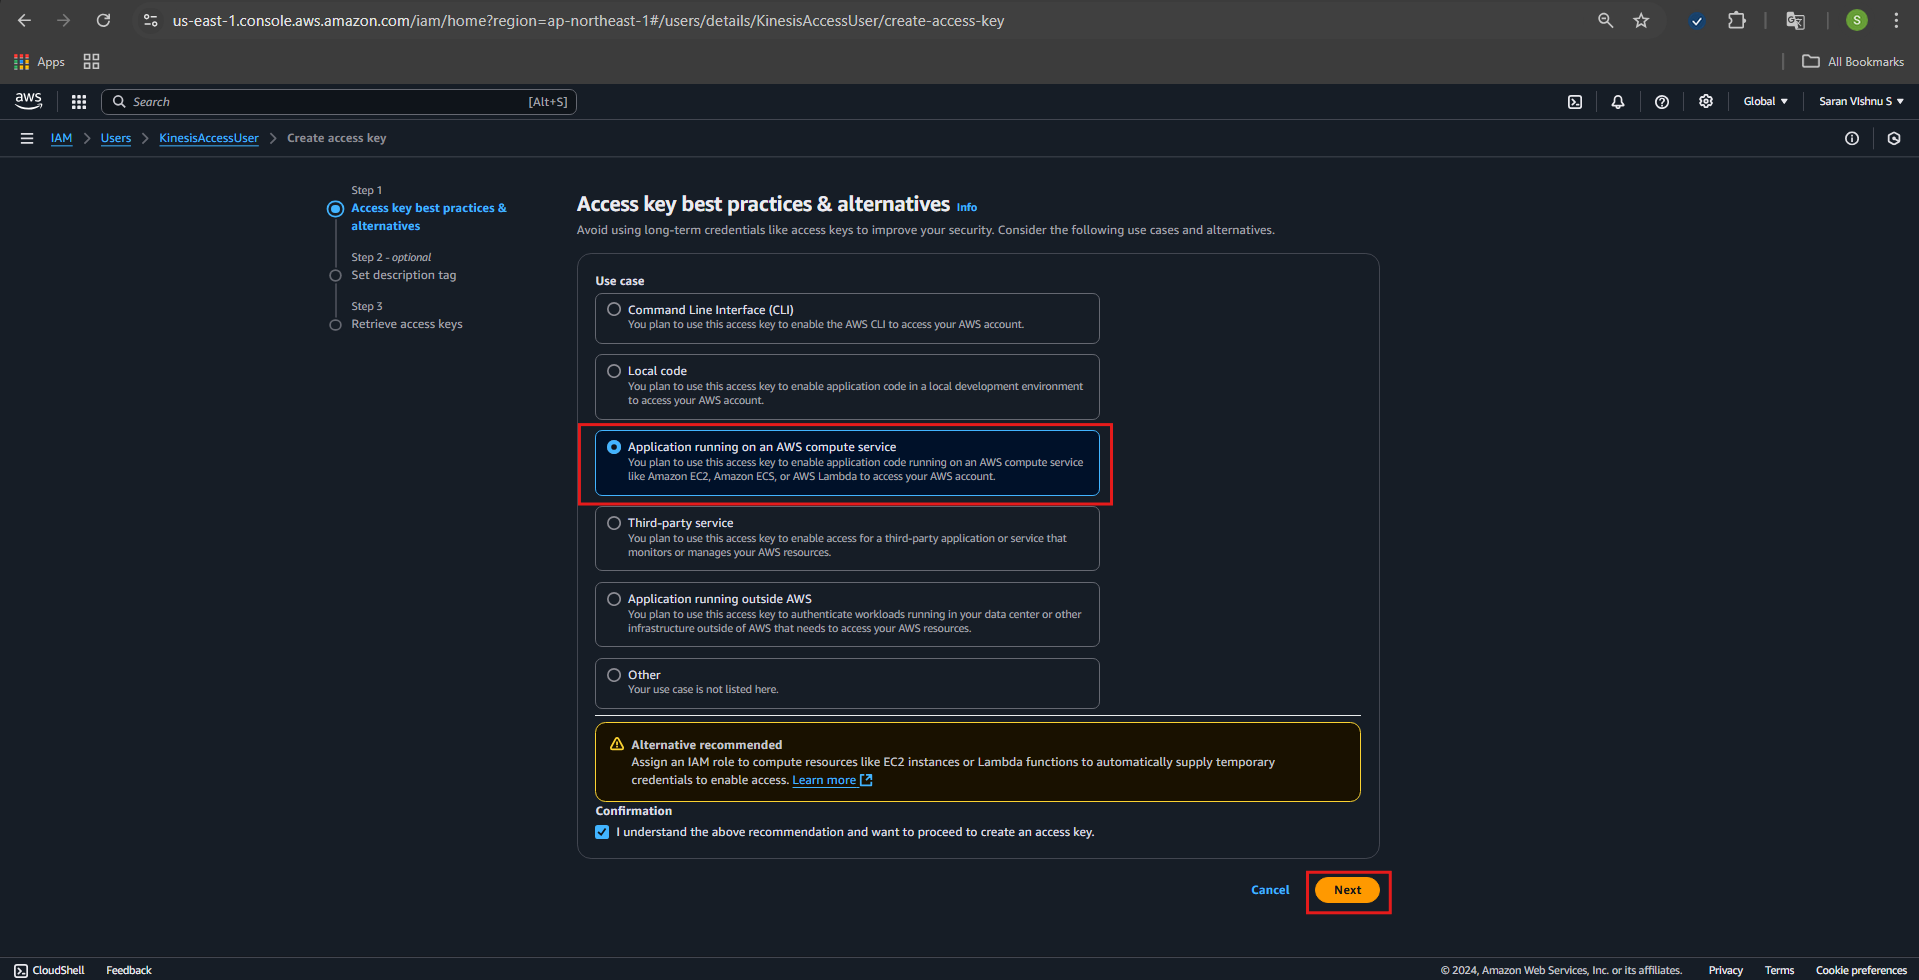 us-east-1.console.aws.amazon.com/iam/home?region=ap-northeast-1#/users/details/KinesisAccessUser/create-access-key
S
Apps
All Bookmarks
aws
Search
[Alt+S]
Global
Saran VIshnu S
IAM
Users
KinesisAccessUser
Create access key
Step 1
Access key best practices &
alternatives
Step 2 - optional
Set description tag
Step 3
Retrieve access keys
Access key best practices & alternatives Info
Avoid using long-term credentials like access keys to improve your security. Consider the following use cases and alternatives.
Use case
Command Line Interface (CLI)
You plan to use this access key to enable the AWS CLI to access your AWS account.
Local code
You plan to use this access key to enable application code in a local development environment
to access your AWS account.
Application running on an AWS compute service
You plan to use this access key to enable application code running on an AWS compute service
like Amazon EC2, Amazon ECS, or AWS Lambda to access your AWS account.
Third-party service
You plan to use this access key to enable access for a third-party application or service that
monitors or manages your AWS resources.
Application running outside AWS
You plan to use this access key to authenticate workloads running in your data center or other
infrastructure outside of AWS that needs to access your AWS resources.
Other
Your use case is not listed here.
Alternative recommended
Assign an IAM role to compute resources like EC2 instances or Lambda functions to automatically supply temporary
credentials to enable access. Learn more
Confirmation
I understand the above recommendation and want to proceed to create an access key.
Cancel
Next
CloudShell
Feedback
© 2024, Amazon Web Services, Inc. or its affiliates.
Privacy
Terms
Cookie preferences